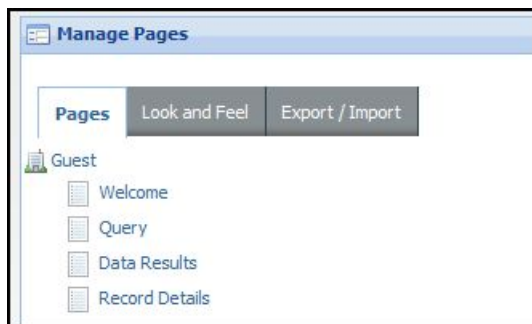 Manage Pages
Pages Look and Feel Export / Import
Guest
Welcome
Query
Data Results
Record Details